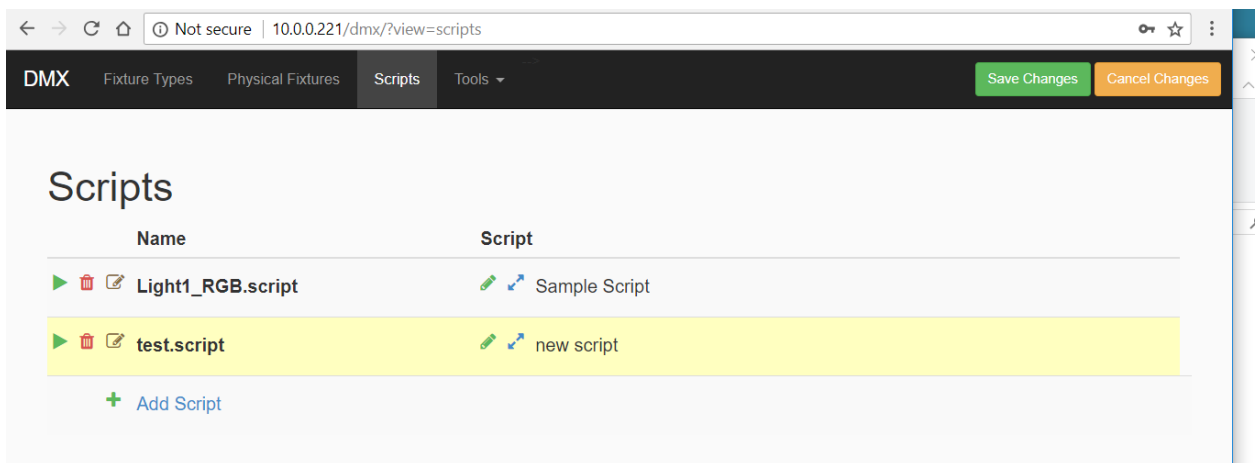 Not secure | 10.0.0.221/dmx/?view=scripts
-->
DMX Fixture Types Physical Fixtures Scripts Tools Save Changes Cancel Changes
Scripts
Name Script
Light1_RGB.script Sample Script
test.script new script
Add Script